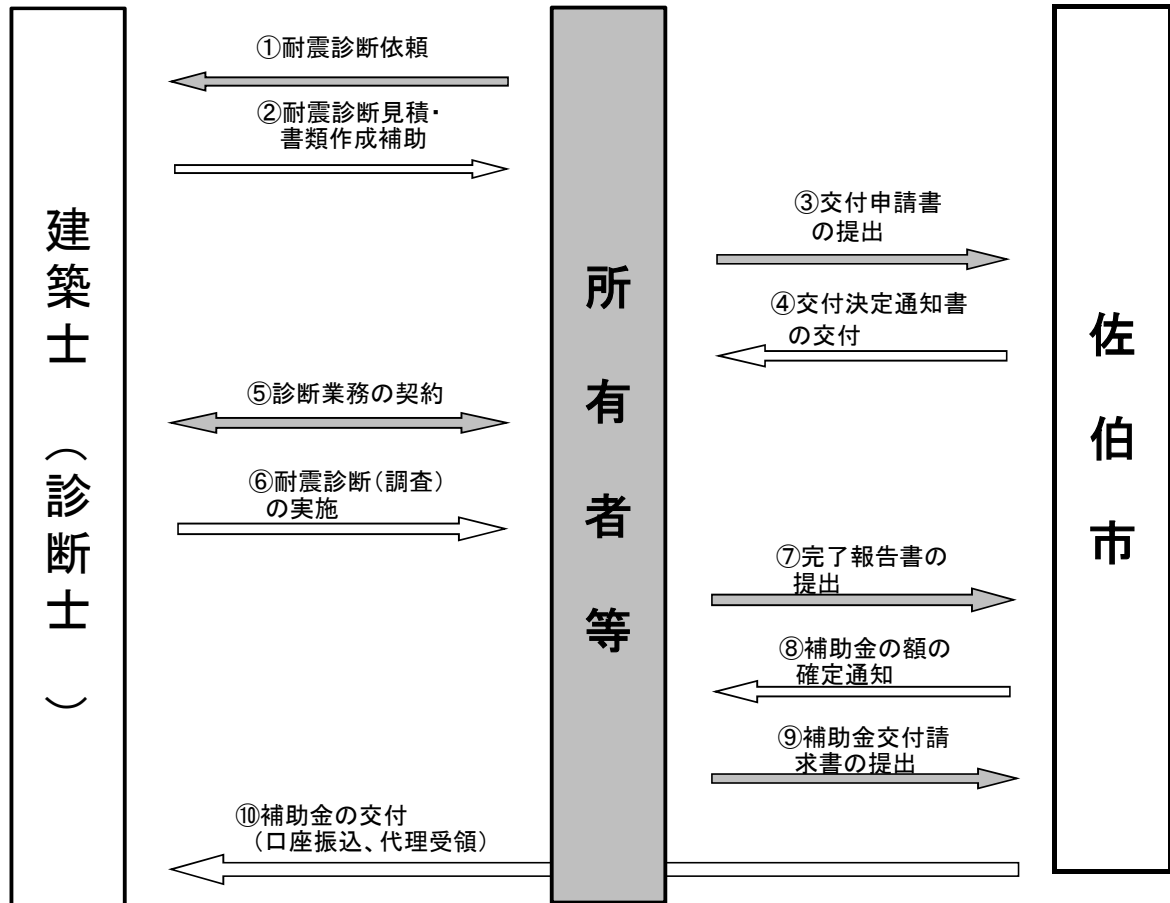 ①耐震診断依頼
②耐震診断見積・
書類作成補助
③交付申請書
の提出
④交付決定通知書
の交付
⑤診断業務の契約
⑥耐震診断(調査)
の実施
⑦完了報告書の
提出
⑧補助金の額の
確定通知
⑨補助金交付請
求書の提出
⑩補助金の交付
(口座振込、代理受領)
建築士(診断士)
所有者等
佐伯市